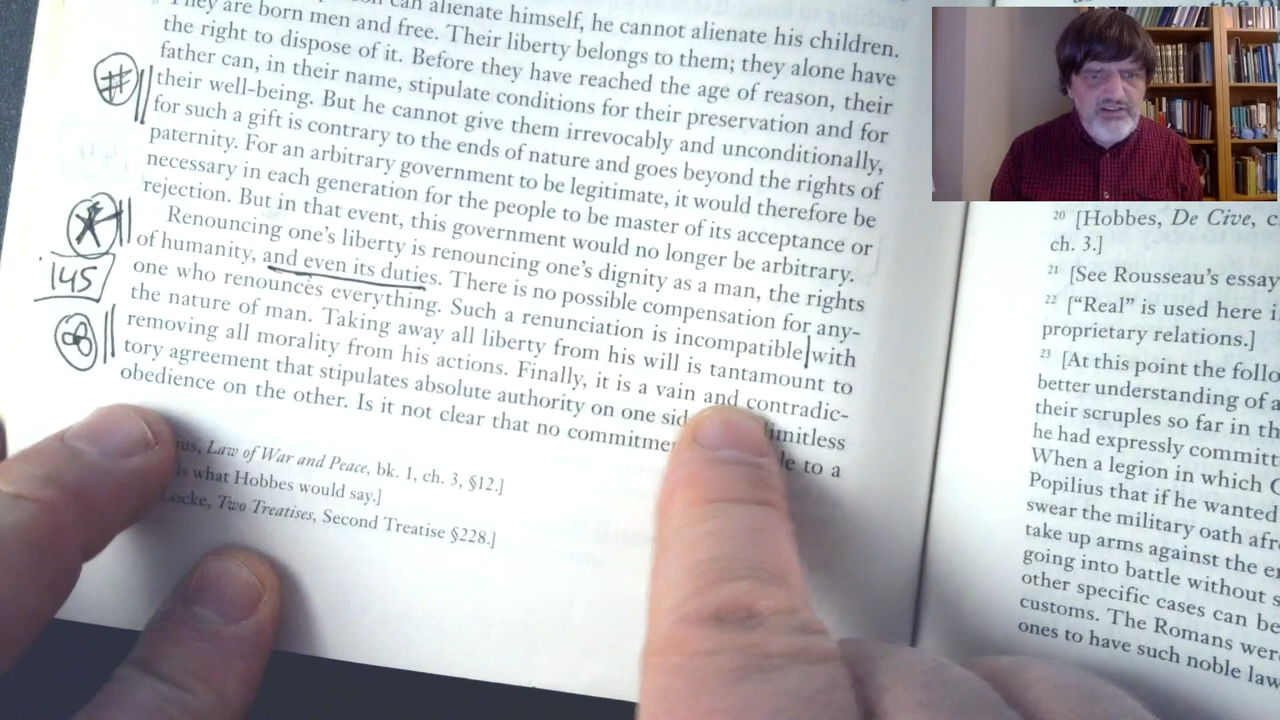 They are born men and free. can alienate himself, he cannot alienate his children.
the right to dispose of it. Their liberty belongs to them; they alone have
father can, in their name, Before they have reached the age of reason, their
their well-being. But he stipulate conditions for their preservation and for
for such a gift is contrary cannot give them irrevocably and unconditionally,
paternity. For an arbitrary to the ends of nature and goes beyond the rights of
necessary in each generation government to be legitimate, it would therefore be
rejection. But in that event, for the people to be master of its acceptance or
this government would no longer be arbitrary.
Renouncing one's liberty is renouncing one's dignity as a man, the rights
of humanity, and even its duties. There is no possible compensation for any-
one who renounces everything. Such a renunciation is incompatible with
the nature of man. Taking away all liberty from his will is tantamount to
removing all morality from his actions. Finally, it is a vain and contradic-
tory agreement that stipulates absolute authority on one limitless
obedience on the other. Is it not clear that no to a
#
145
Law of War and Peace, bk. 1, ch. 3, §12.]
what Hobbes would say.]
Locke, Two Treatises, Second Treatise §228.]
20 [Hobbes, De Cive,
ch. 3.]
21 [See Rousseau's essay
22 ["Real" is used here
proprietary relations.]
23 [At this point the
better understanding of
their scruples so far in
he had expressly
When a legion in which
Popilius that if he wanted
swear the military oath
take up arms against the
going into battle without
other specific cases can be
customs. The Romans
ones to have such noble